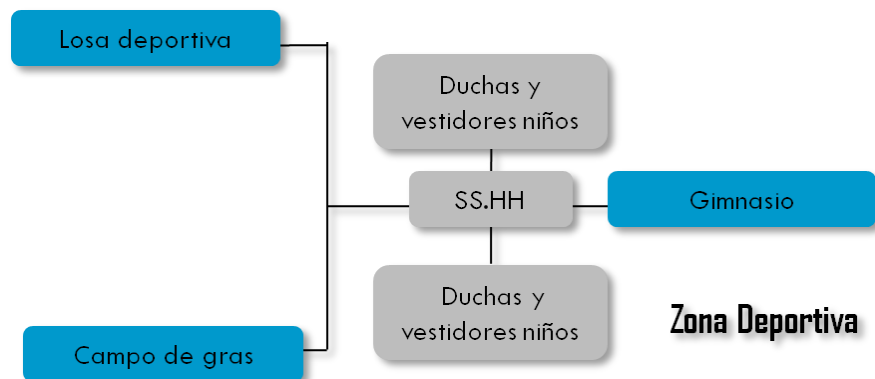 Losa deportiva
Duchas y
vestidores niños
SS.HH
Gimnasio
Duchas y
vestidores niños
Zona Deportiva
Campo de gras